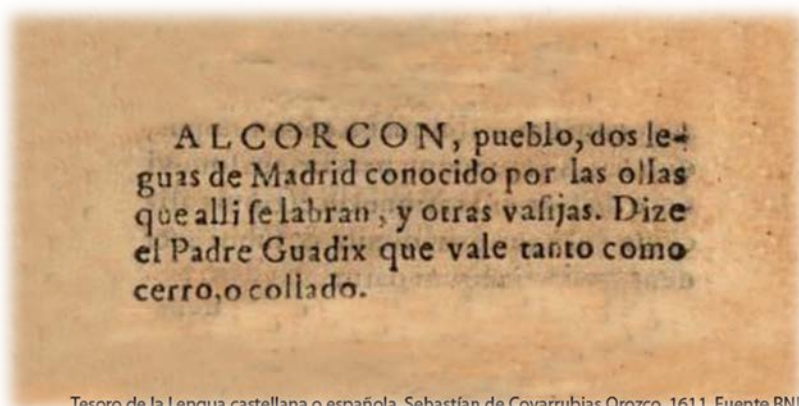 ALCORCON, pueblo, dos le-
guas de Madrid conocido por las ollas
que alli ſe labran, y otras vaſijas. Dize
el Padre Guadix que vale tanto como
cerro, o collado.
Tesoro de la Lengua castellana o española. Sebastían de Covarrubias Orozco. 1611. Fuente